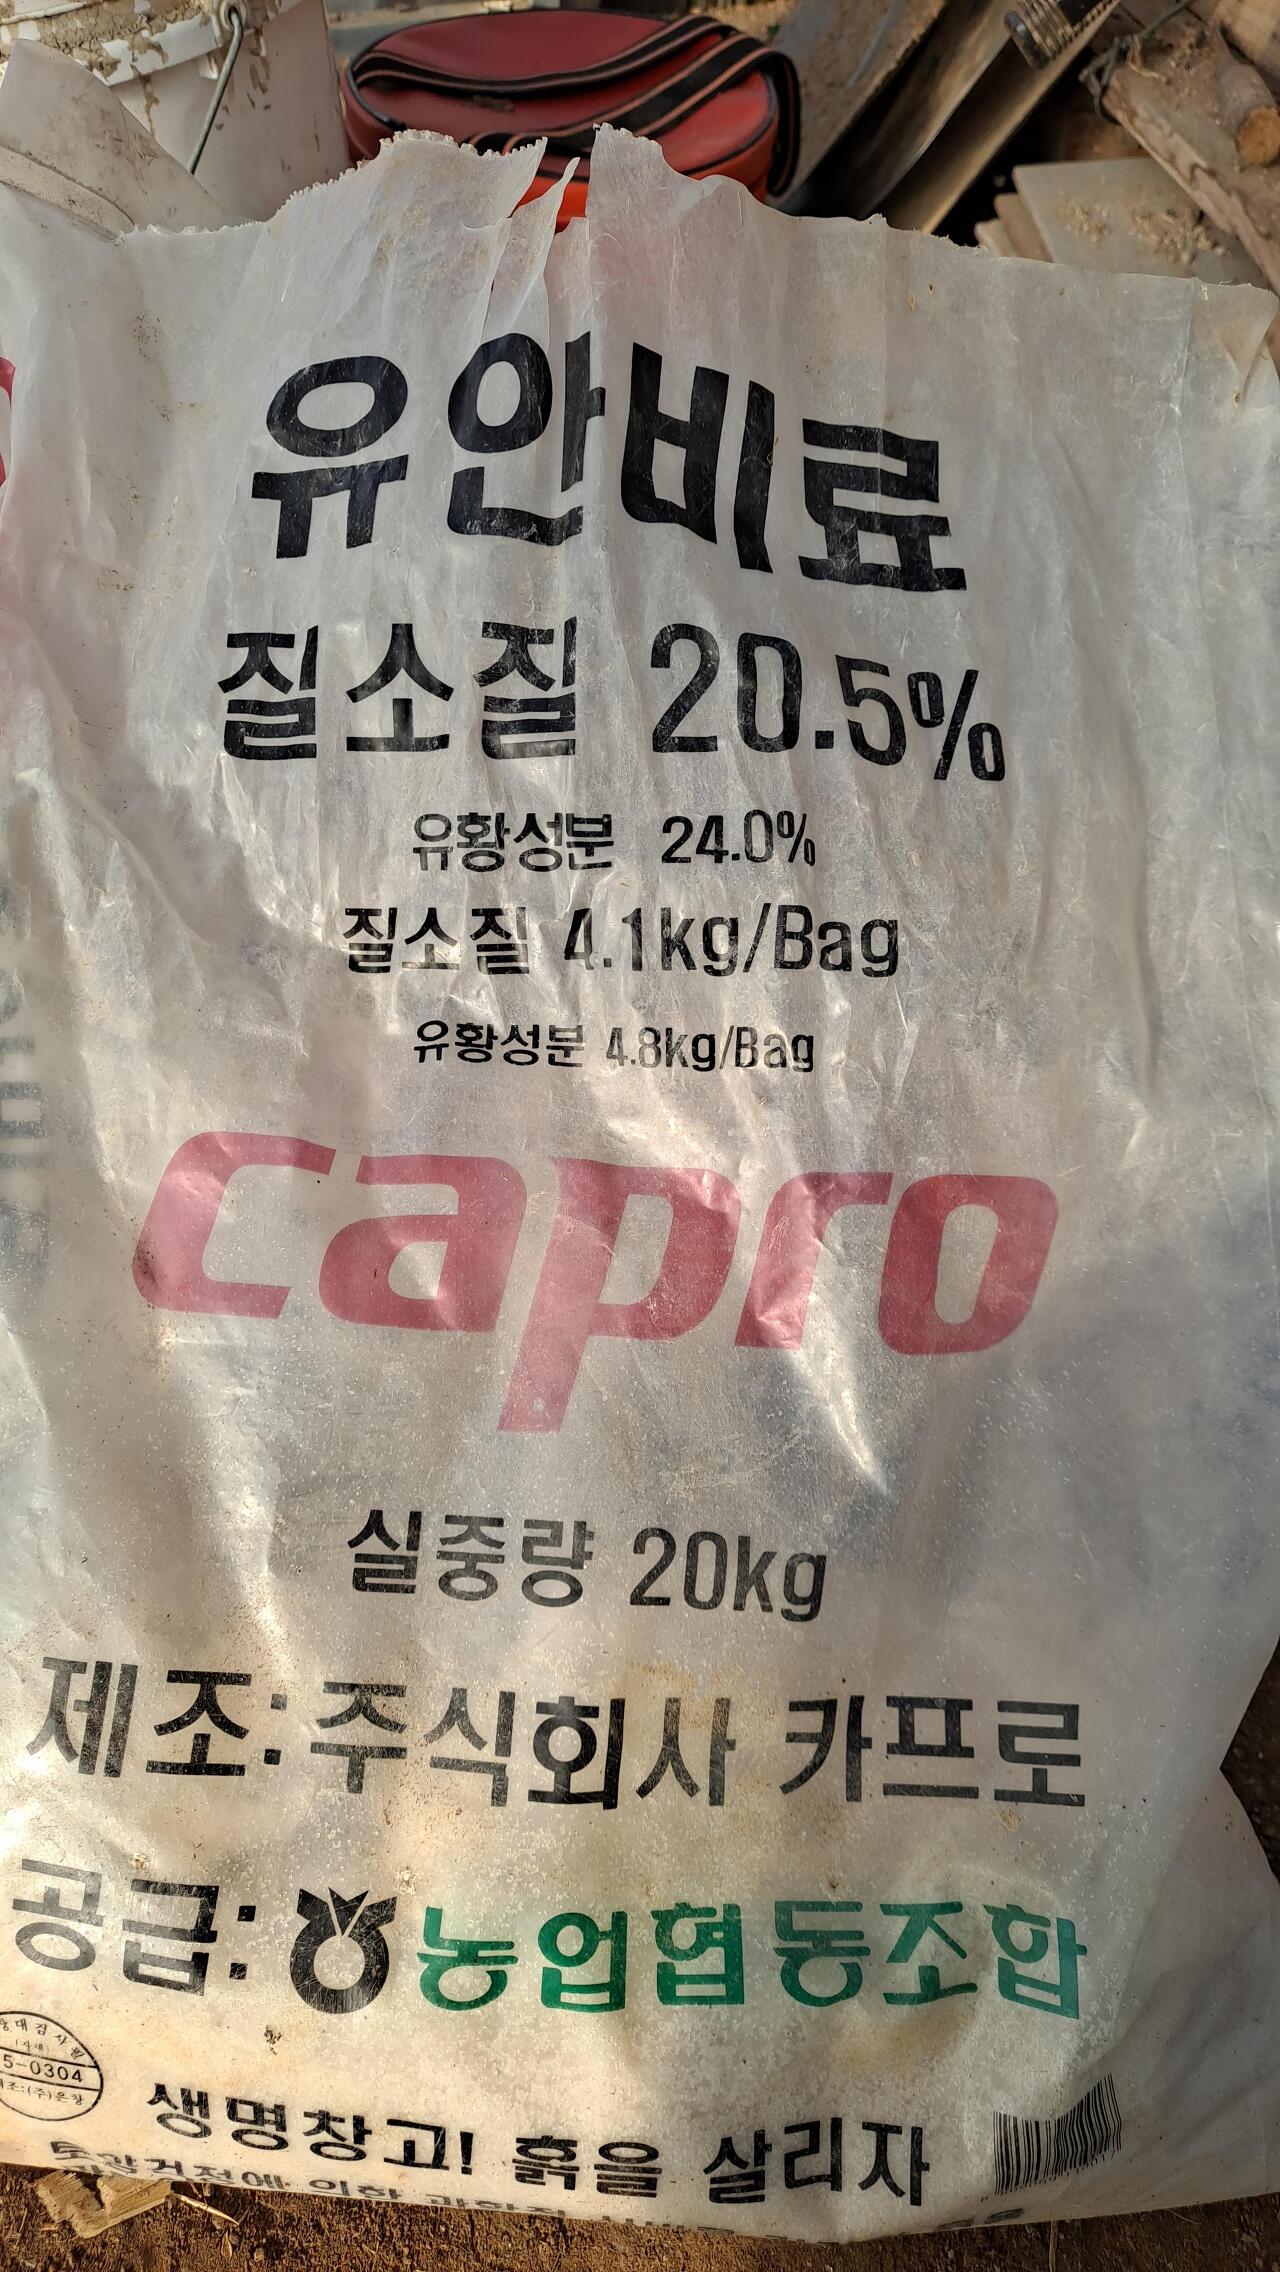 유안비료
질소질 20.5%
유황성분 24.0%
질소질 4.1kg/Bag
유황성분 4.8kg/Bag
capro
실중량 20kg
제조:주식회사 카프로
공급: 농업협동조합
5-0304
생명창고! 흙을 살리자